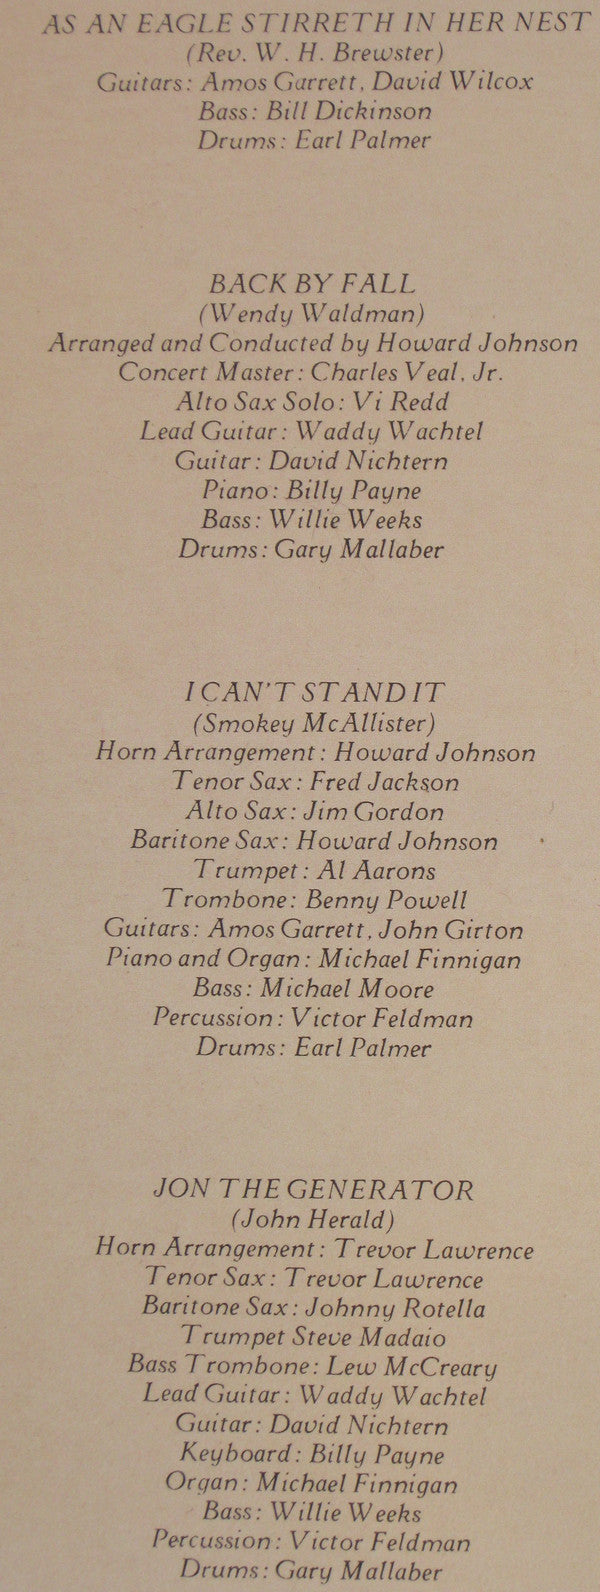 AS AN EAGLE STIRRETH IN HER NEST
(Rev. W. H. Brewster)
Guitars: Amos Garrett, David Wilcox
Bass: Bill Dickinson
Drums: Earl Palmer
BACK BY FALL
(Wendy Waldman)
Arranged and Conducted by Howard Johnson
Concert Master: Charles Veal, Jr.
Alto Sax Solo: Vi Redd
Lead Guitar: Waddy Wachtel
Guitar: David Nichtern
Piano: Billy Payne
Bass: Willie Weeks
Drums: Gary Mallaber
I CAN'T STAND IT
(Smokey McAllister)
Horn Arrangement: Howard Johnson
Tenor Sax: Fred Jackson
Alto Sax: Jim Gordon
Baritone Sax: Howard Johnson
Trumpet: Al Aarons
Trombone: Benny Powell
Guitars: Amos Garrett, John Girton
Piano and Organ: Michael Finnigan
Bass: Michael Moore
Percussion: Victor Feldman
Drums: Earl Palmer
JON THE GENERATOR
(John Herald)
Horn Arrangement: Trevor Lawrence
Tenor Sax: Trevor Lawrence
Baritone Sax: Johnny Rotella
Trumpet Steve Madaio
Bass Trombone: Lew McCreary
Lead Guitar: Waddy Wachtel
Guitar: David Nichtern
Keyboard: Billy Payne
Organ: Michael Finnigan
Bass: Willie Weeks
Percussion: Victor Feldman
Drums: Gary Mallaber